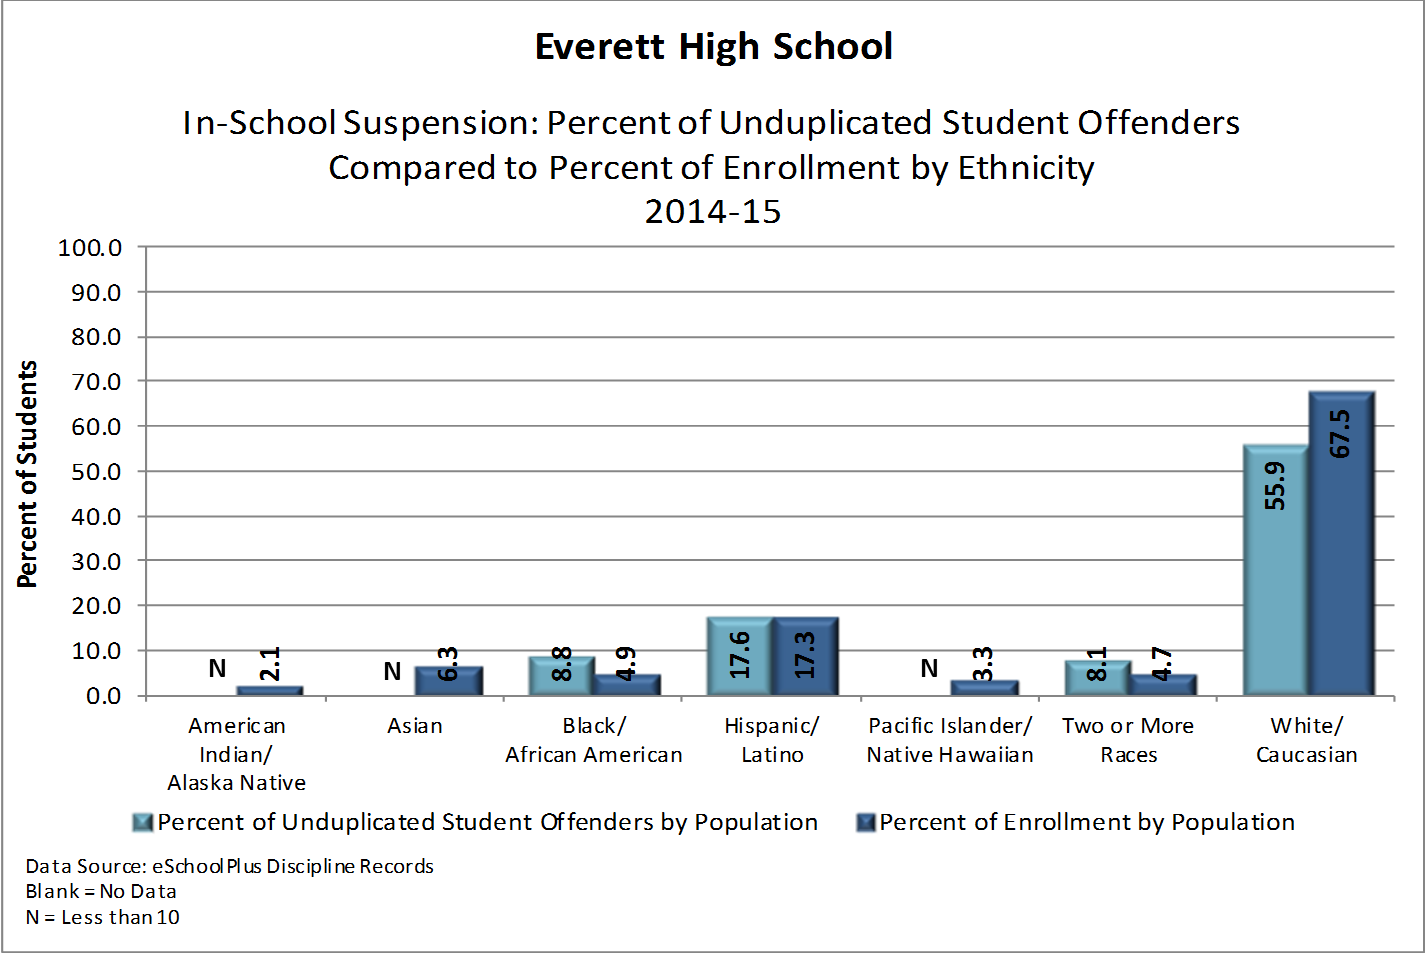 Everett High School
In-School Suspension: Percent of Unduplicated Student Offenders
Compared to Percent of Enrollment by Ethnicity
2014-15
Percent of Students
100.0
90.0
80.0
70.0
60.0
50.0
40.0
30.0
20.0
10.0
0.0
N 2.1
N 6.3
8.8 4.9
17.6 17.3
N 3.3
8.1 4.7
55.9 67.5
American
Indian/
Alaska Native
Asian
Black/
African American
Hispanic/
Latino
Pacific Islander/
Native Hawaiian
Two or More
Races
White/
Caucasian
Percent of Unduplicated Student Offenders by Population
Percent of Enrollment by Population
Data Source: eSchoolPlus Discipline Records
Blank = No Data
N = Less than 10